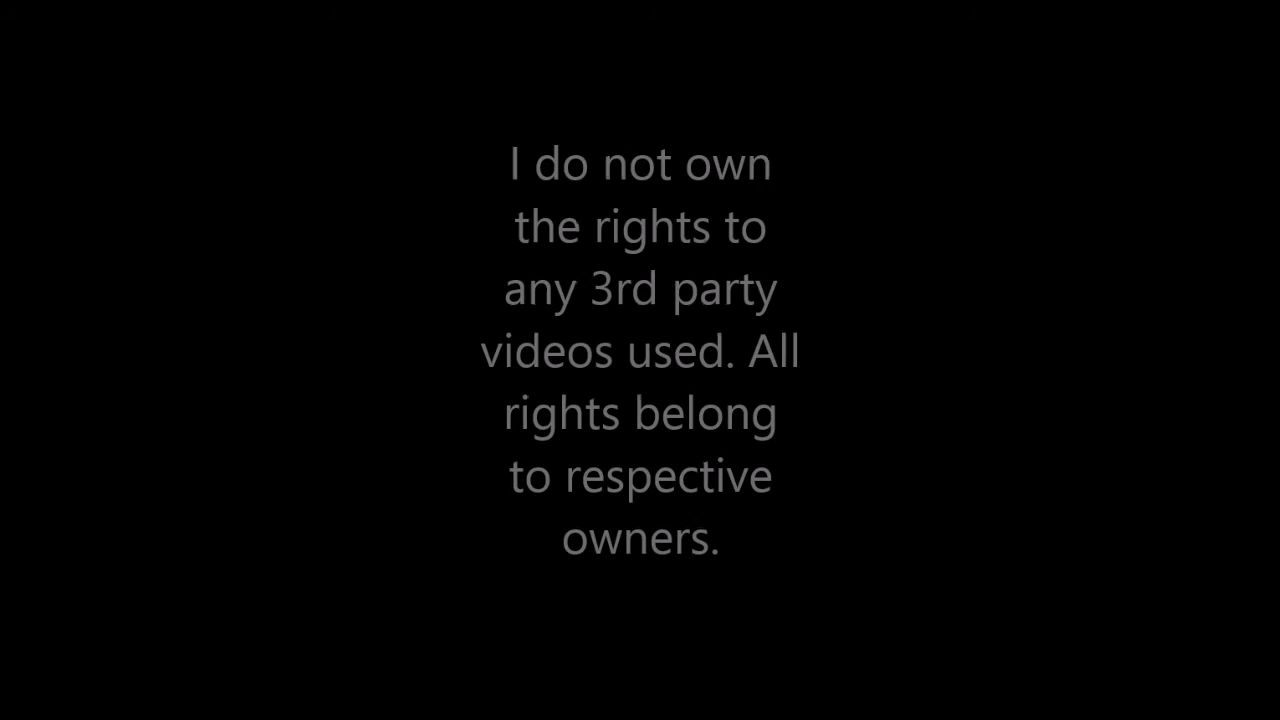 I do not own
the rights to
any 3rd party
videos used. All
rights belong
to respective
owners.